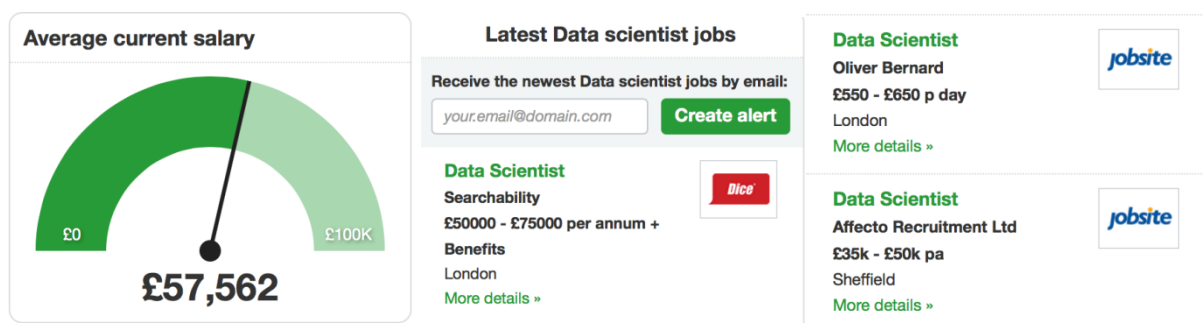 Average current salary
£0
£100K
£57,562
Latest Data scientist jobs
Receive the newest Data scientist jobs by email:
your.email@domain.com
Create alert
Data Scientist
Dice
Searchability
£50000 - £75000 per annum +
Benefits
London
More details »
Data Scientist
jobsite
Oliver Bernard
£550 - £650 p day
London
More details »
Data Scientist
jobsite
Affecto Recruitment Ltd
£35k - £50k pa
Sheffield
More details »